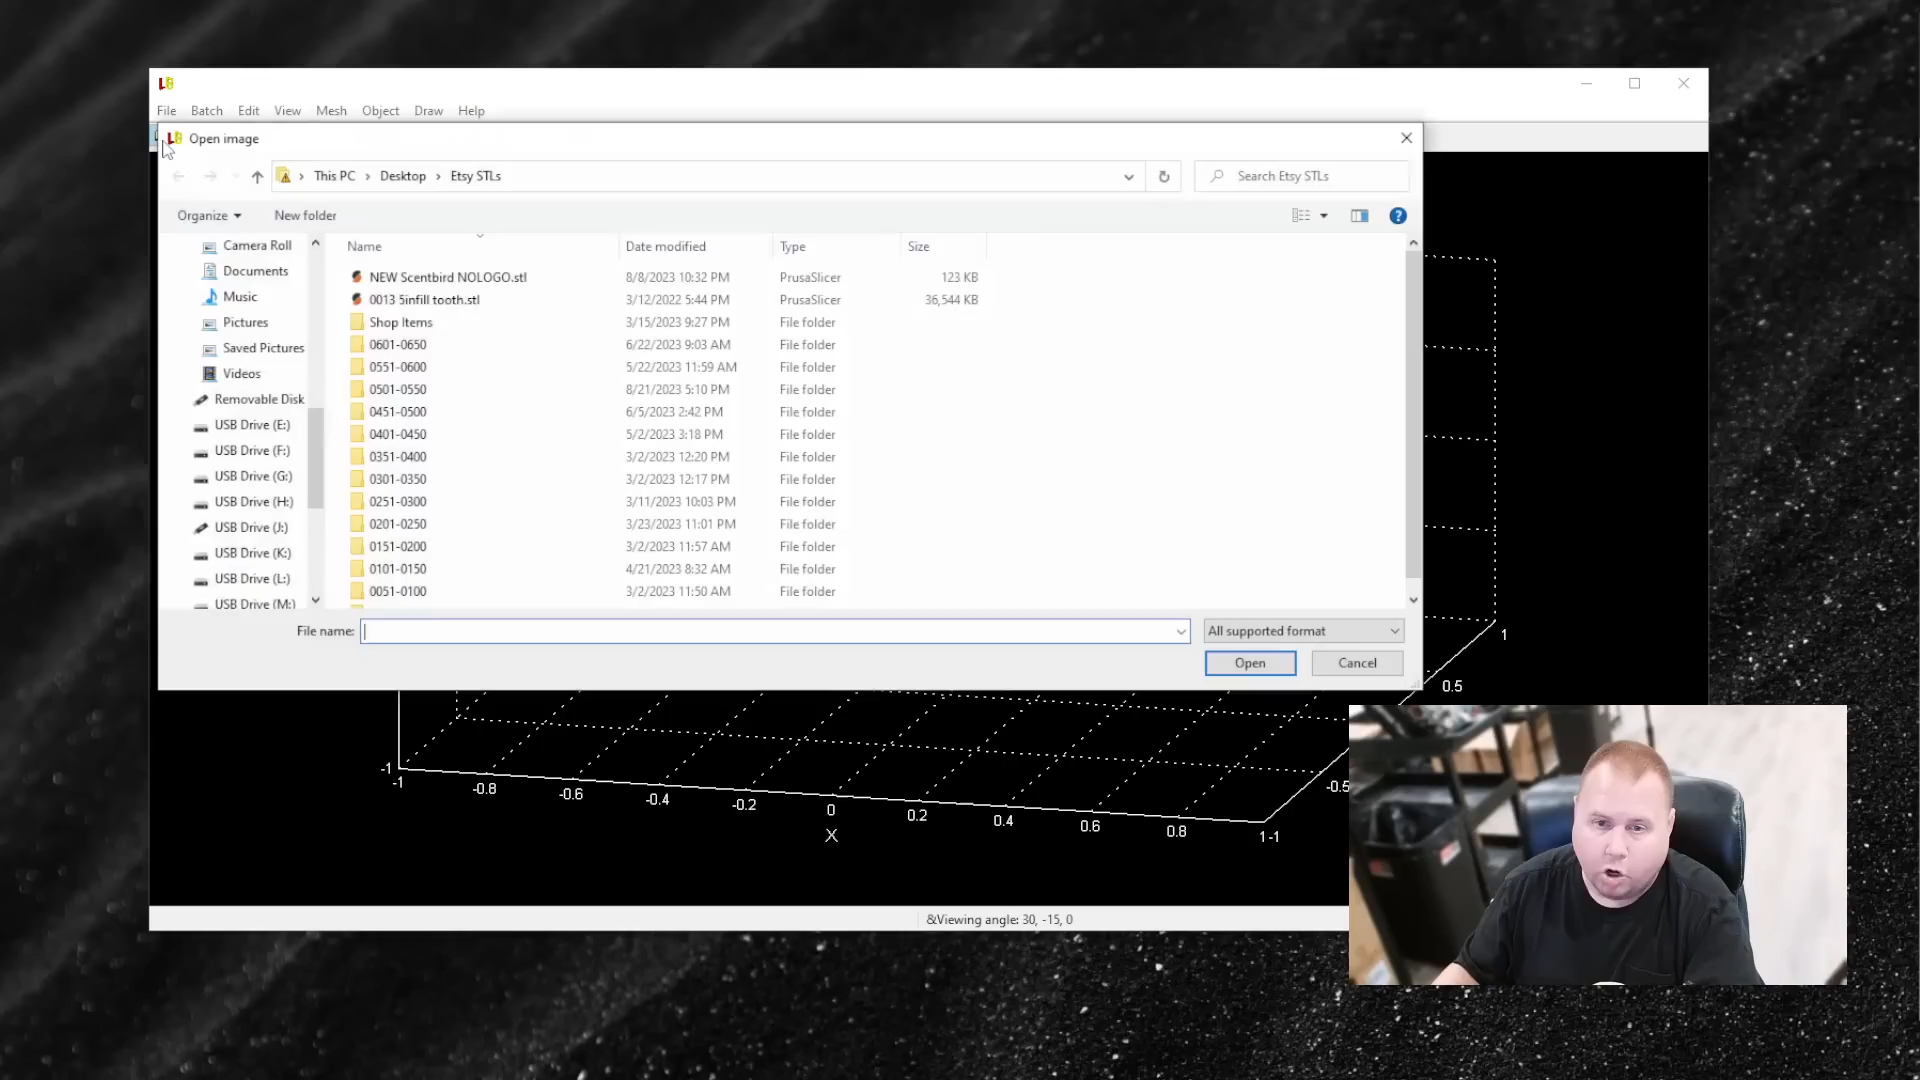 File Batch Edit View Mesh Object Draw Help
Open image
This PC › Desktop › Etsy STLs
Search Etsy STLs
Organize New folder
Camera Roll
Documents
Music
Pictures
Saved Pictures
Videos
Removable Disk
USB Drive (E:)
USB Drive (F:)
USB Drive (G:)
USB Drive (H:)
USB Drive (J:)
USB Drive (K:)
USB Drive (L:)
USB Drive (M:)
Name Date modified Type Size
NEW Scentbird NOLOGO.stl 8/8/2023 10:32 PM PrusaSlicer 123 KB
0013 5infill tooth.stl 3/12/2022 5:44 PM PrusaSlicer 36,544 KB
Shop Items 3/15/2023 9:27 PM File folder
0601-0650 6/22/2023 9:03 AM File folder
0551-0600 5/22/2023 11:59 AM File folder
0501-0550 8/21/2023 5:10 PM File folder
0451-0500 6/5/2023 2:42 PM File folder
0401-0450 5/2/2023 3:18 PM File folder
0351-0400 3/2/2023 12:20 PM File folder
0301-0350 3/2/2023 12:17 PM File folder
0251-0300 3/11/2023 10:03 PM File folder
0201-0250 3/23/2023 11:01 PM File folder
0151-0200 3/2/2023 11:57 AM File folder
0101-0150 4/21/2023 8:32 AM File folder
0051-0100 3/2/2023 11:50 AM File folder
File name:
All supported format
Open Cancel
1
0.5
-0.5
-1
-1 -0.8 -0.6 -0.4 -0.2 0 0.2 0.4 0.6 0.8 1 -1
X
&Viewing angle: 30, -15, 0